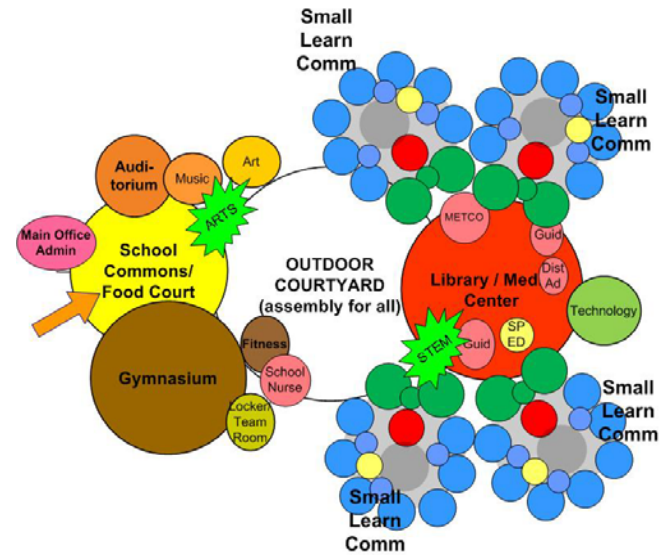 Small
Learn
Comm
Small
Learn
Comm
Audi-
torium
Music
Art
ARTS
Main Office
Admin
School
Commons/
Food Court
METCO
Guid
Dist
Ad
OUTDOOR
COURTYARD
(assembly for all)
Library / Med
Center
Technology
STEM
Guid
SP
ED
Fitness
School
Nurse
Gymnasium
Locker/
Team
Room
Small
Learn
Comm
Small
Learn
Comm